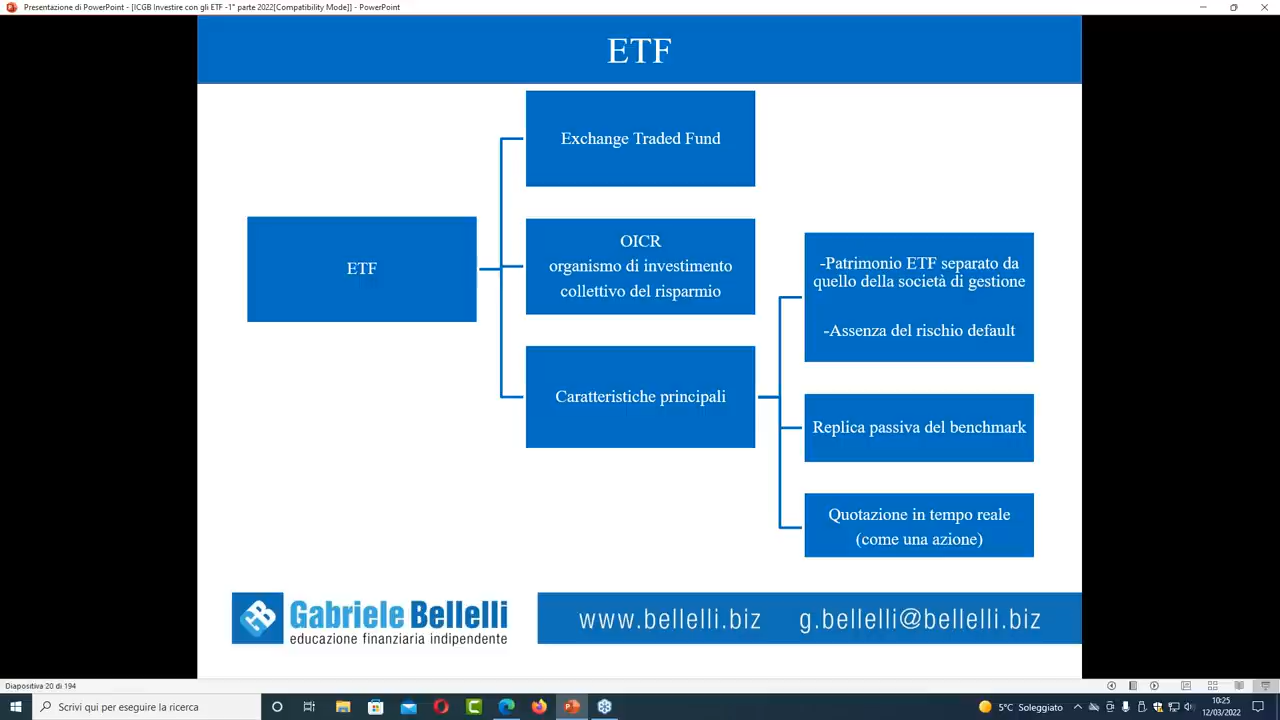 Presentazione di PowerPoint - [ICGB Investire con gli ETF -1° parte 2022[Compatibility Mode]] - PowerPoint
ETF
Exchange Traded Fund
ETF
OICR
organismo di investimento
collettivo del risparmio
Caratteristiche principali
-Patrimonio ETF separato da
quello della società di gestione
-Assenza del rischio default
Replica passiva del benchmark
Quotazione in tempo reale
(come una azione)
Gabriele Bellelli
educazione finanziaria indipendente
www.bellelli.biz g.bellelli@bellelli.biz
Diapositiva 20 di 194
Scrivi qui per eseguire la ricerca
5°C Soleggiato
10:25
12/03/2022